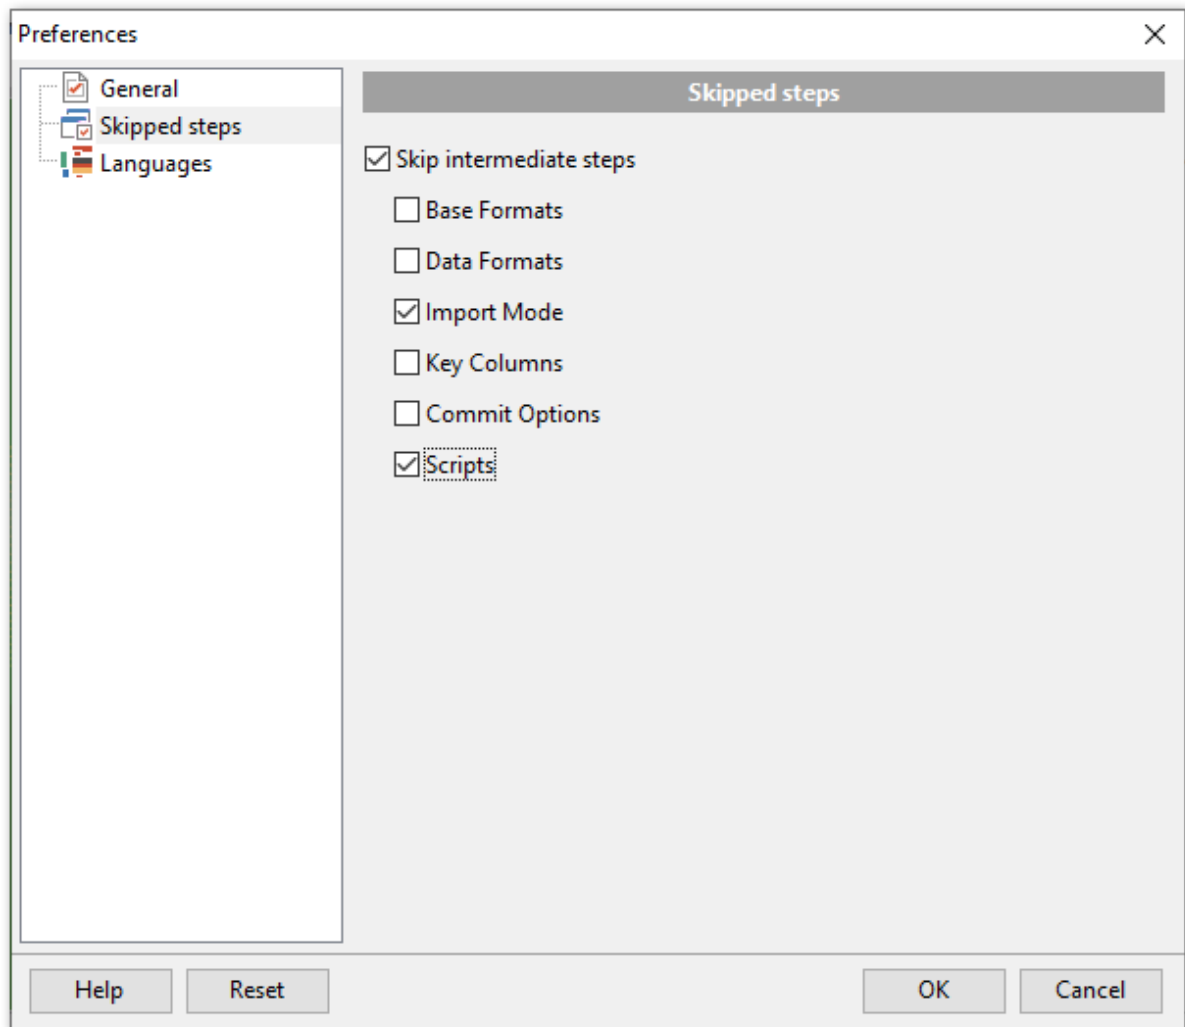 Preferences
General
Skipped steps
Languages
Skipped steps
Skip intermediate steps
Base Formats
Data Formats
Import Mode
Key Columns
Commit Options
Scripts
Help
Reset
OK
Cancel